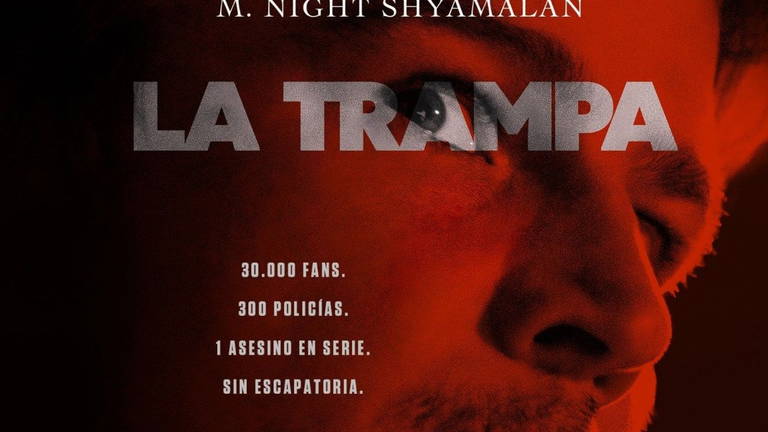 M. NIGHT SHYAMALAN
LA TRAMPA
30.000 FANS.
300 POLICÍAS.
1 ASESINO EN SERIE.
SIN ESCAPATORIA.